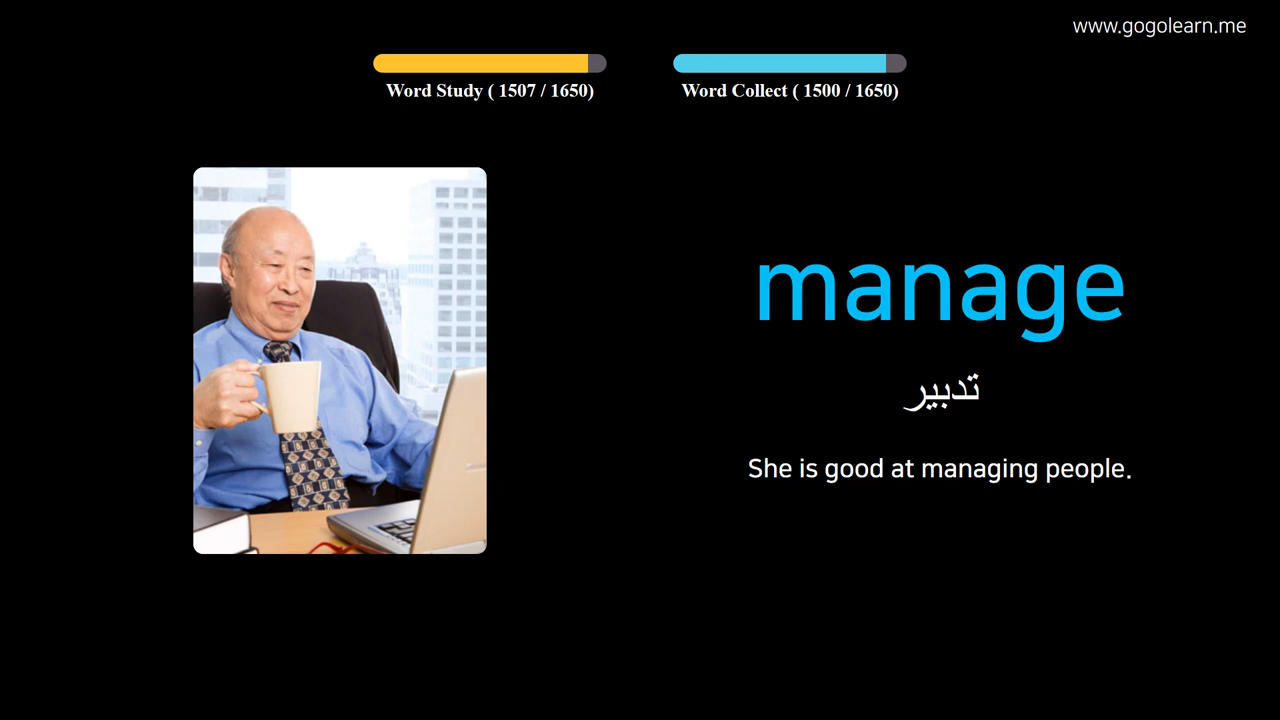 www.gogolearn.me
Word Study ( 1507 / 1650)
Word Collect ( 1500 / 1650)
manage
تدبير
She is good at managing people.